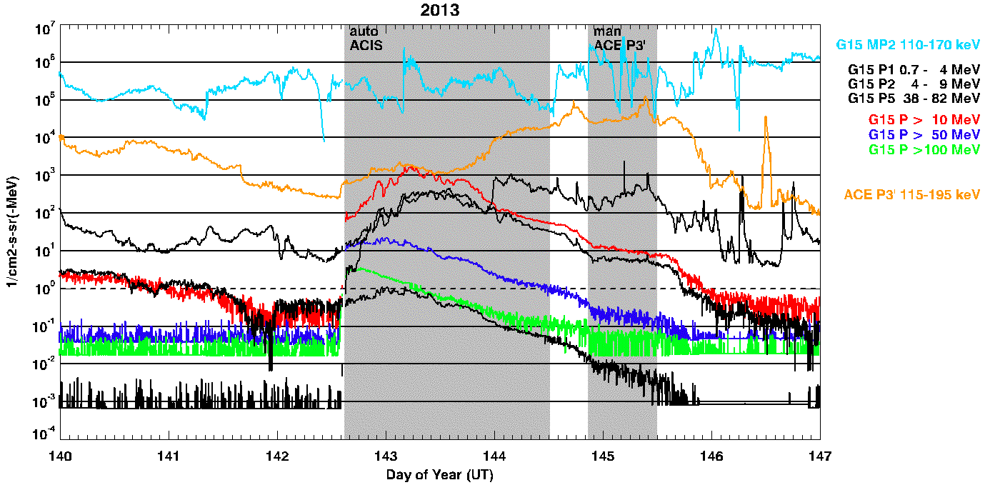 2013
auto
ACIS
man
ACE P3'
G15 MP2 110-170 keV
G15 P1 0.7 - 4 MeV
G15 P2 4 - 9 MeV
G15 P5 38 - 82 MeV
G15 P > 10 MeV
G15 P > 50 MeV
G15 P >100 MeV
ACE P3' 115-195 keV
1/cm2-s-sr(-MeV)
10^7
10^6
10^5
10^4
10^3
10^2
10^1
10^0
10^-1
10^-2
10^-3
10^-4
140 141 142 143 144 145 146 147
Day of Year (UT)